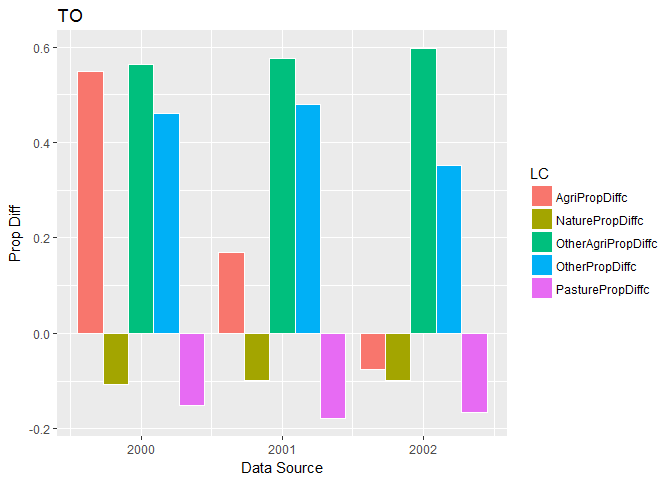 TO
0.6
0.4
0.2
0.0
-0.2
Prop Diff
2000 2001 2002
Data Source
LC
AgriPropDiffc
NaturePropDiffc
OtherAgriPropDiffc
OtherPropDiffc
PasturePropDiffc